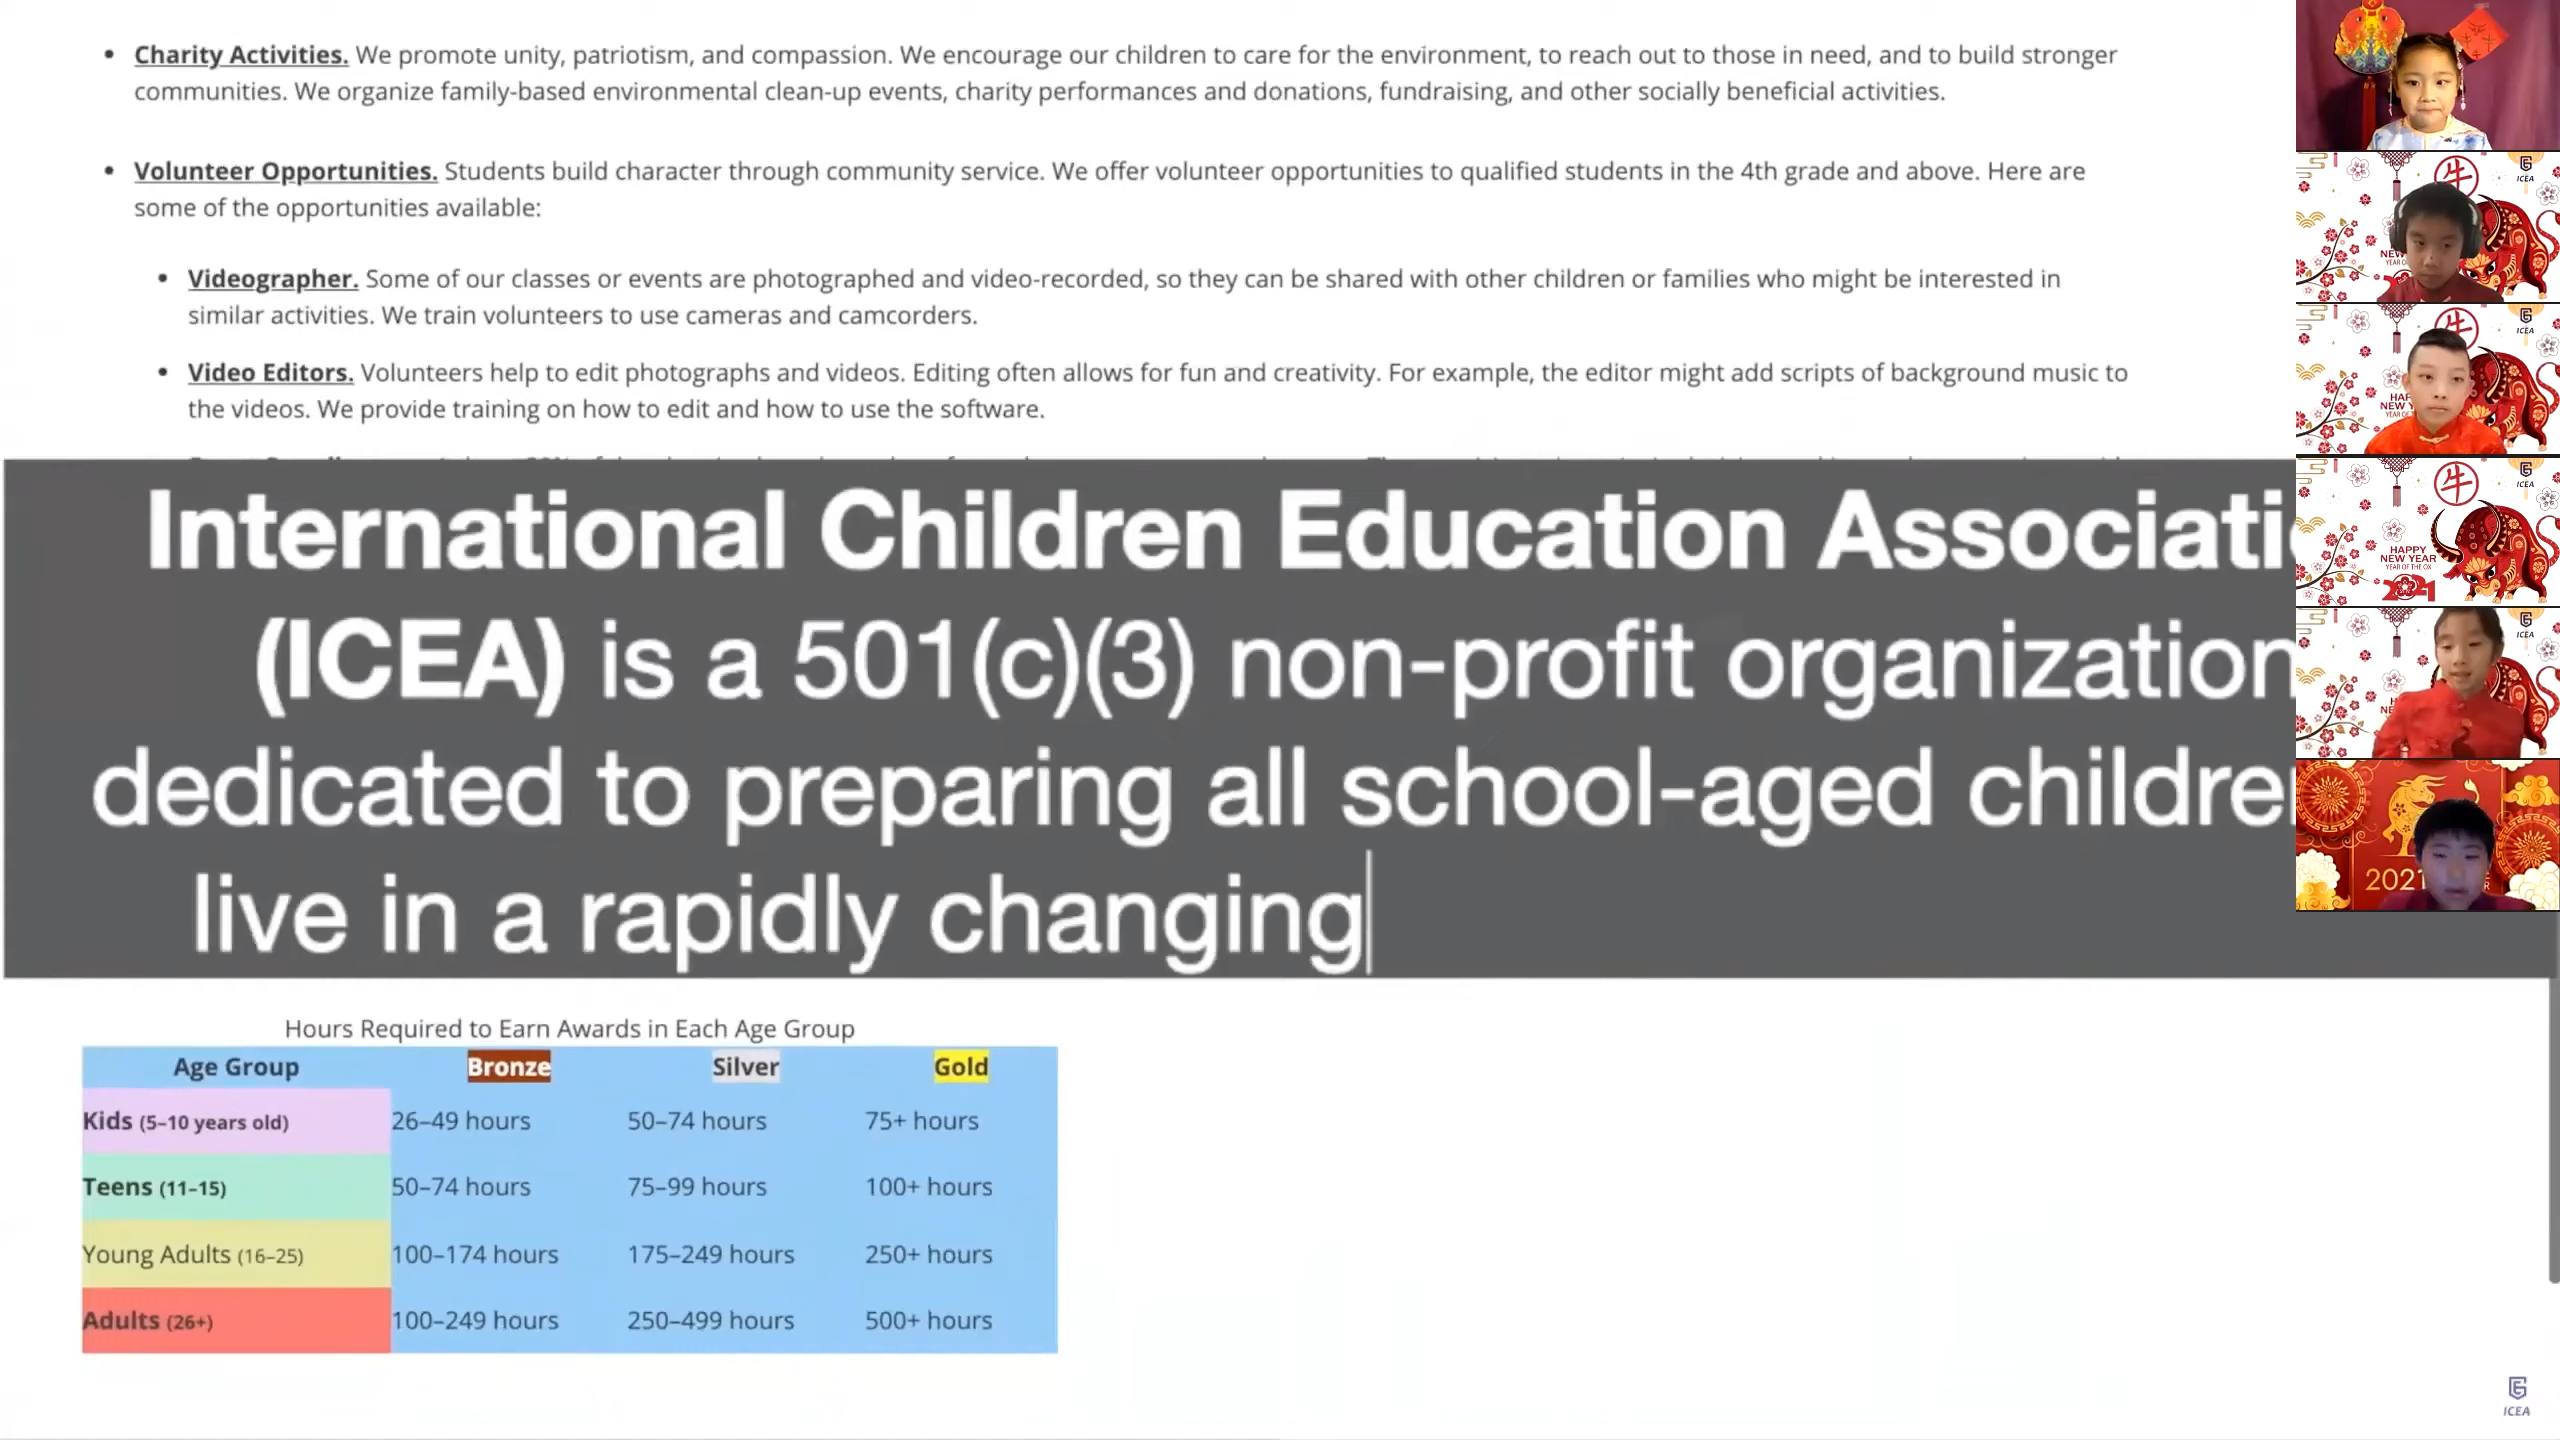 Charity Activities. We promote unity, patriotism, and compassion. We encourage our children to care for the environment, to reach out to those in need, and to build stronger
communities. We organize family-based environmental clean-up events, charity performances and donations, fundraising, and other socially beneficial activities.
Volunteer Opportunities. Students build character through community service. We offer volunteer opportunities to qualified students in the 4th grade and above. Here are
some of the opportunities available:
Videographer. Some of our classes or events are photographed and video-recorded, so they can be shared with other children or families who might be interested in
similar activities. We train volunteers to use cameras and camcorders.
Video Editors. Volunteers help to edit photographs and videos. Editing often allows for fun and creativity. For example, the editor might add scripts of background music to
the videos. We provide training on how to edit and how to use the software.
International Children Education Associati
(ICEA) is a 501(c)(3) non-profit organization
dedicated to preparing all school-aged childre
live in a rapidly changing
Hours Required to Earn Awards in Each Age Group
Age Group Bronze Silver Gold
Kids (5–10 years old) 26–49 hours 50–74 hours 75+ hours
Teens (11–15) 50–74 hours 75–99 hours 100+ hours
Young Adults (16–25) 100–174 hours 175–249 hours 250+ hours
Adults (26+) 100–249 hours 250–499 hours 500+ hours
牛
ICEA
牛
ICEA
牛
ICEA
HAPPY
NEW YEAR
YEAR OF THE OX
2021
ICEA
2021
ICEA